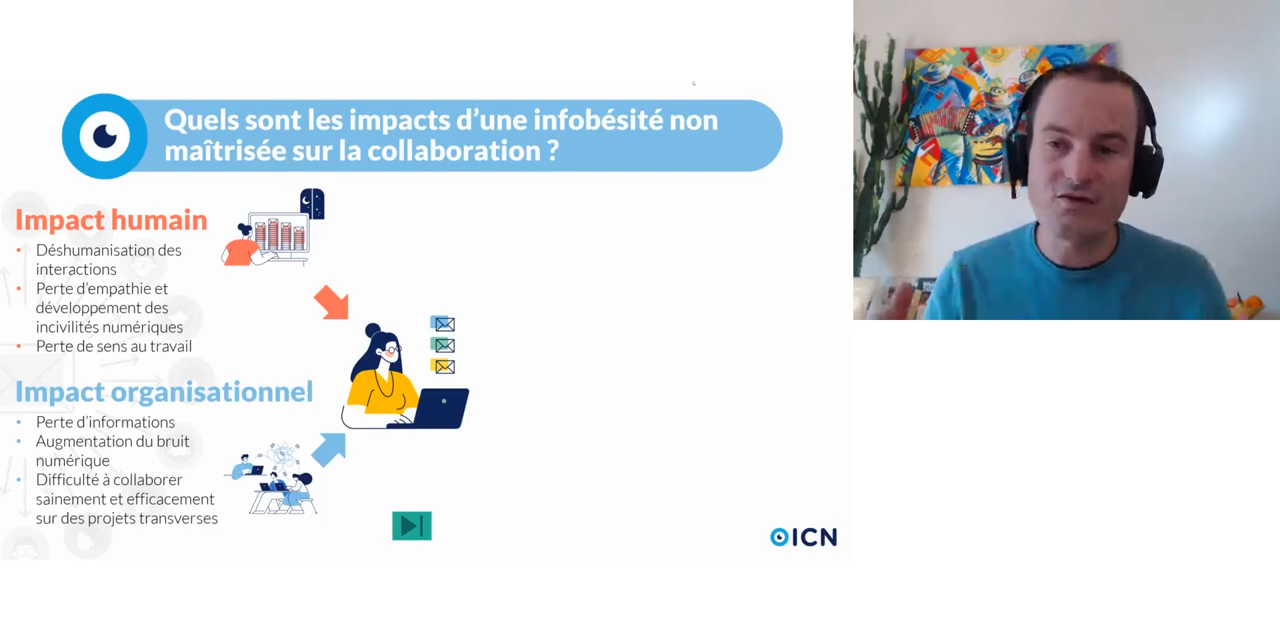 Quels sont les impacts d'une infobésité non
maîtrisée sur la collaboration ?
Impact humain
• Déshumanisation des
interactions
• Perte d'empathie et
développement des
incivilités numériques
• Perte de sens au travail
Impact organisationnel
• Perte d'informations
• Augmentation du bruit
numérique
• Difficulté à collaborer
sainement et efficacement
sur des projets transverses
OICN